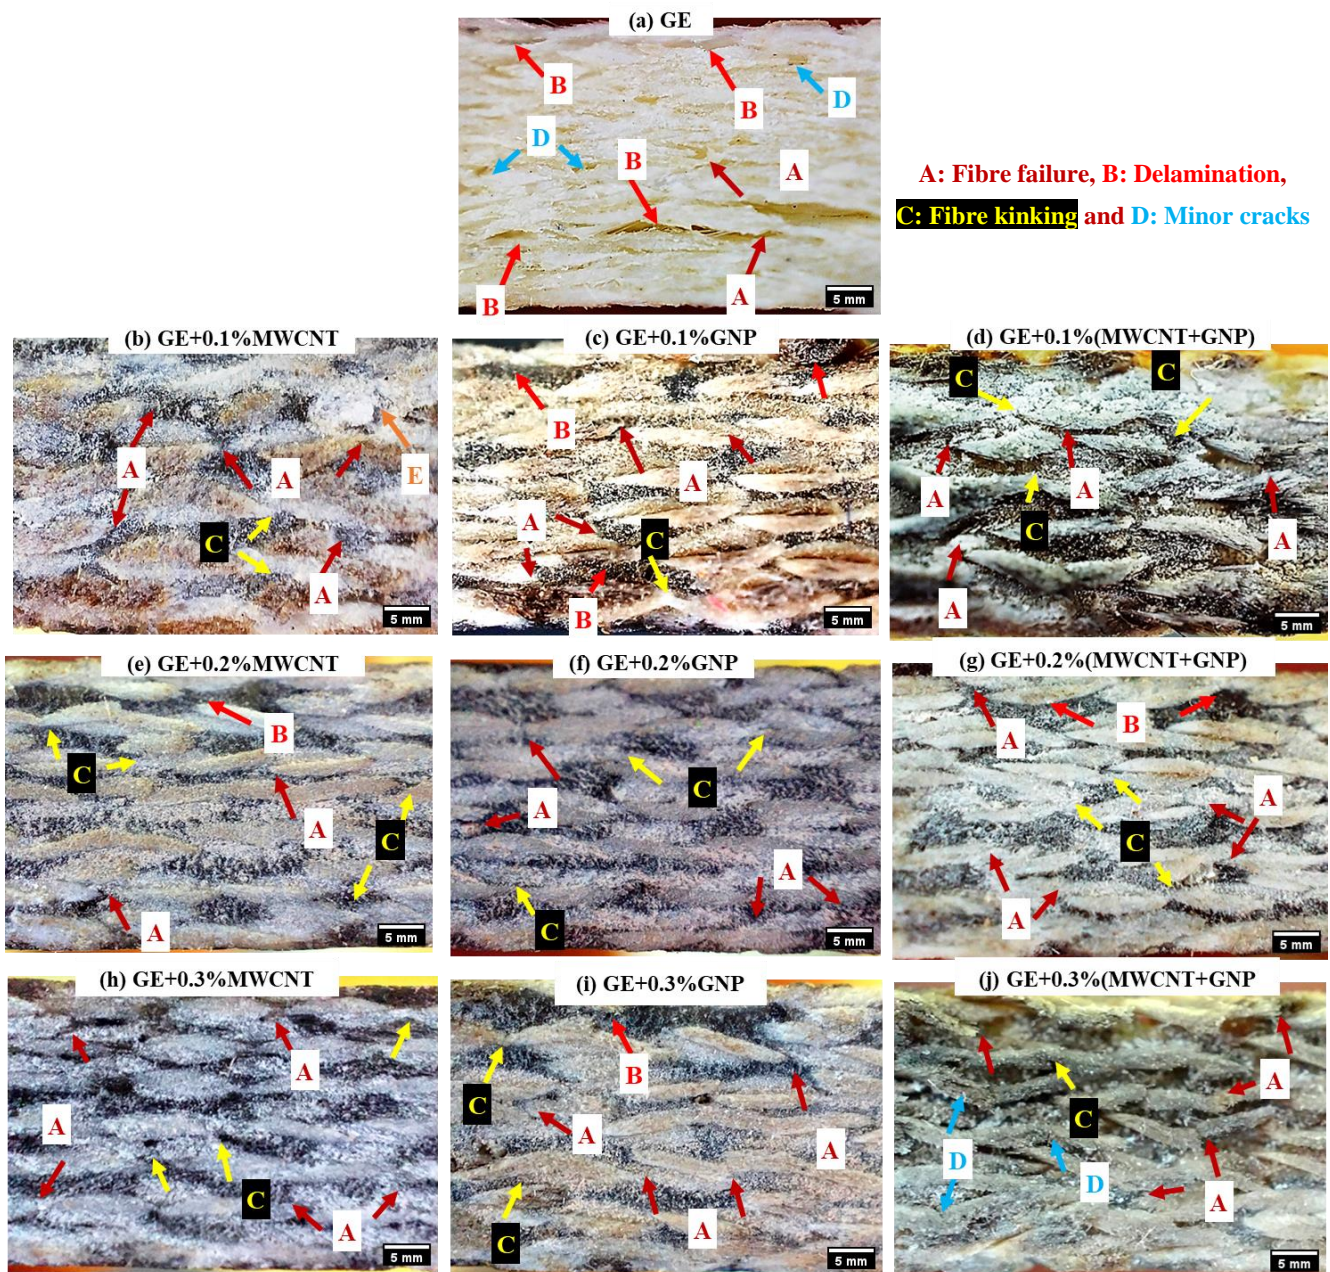 (a) GE
B
B
D
D
B
A
B
A
5 mm
A: Fibre failure, B: Delamination,
C: Fibre kinking and D: Minor cracks
(b) GE+0.1%MWCNT
A
A
E
C
A
5 mm
(c) GE+0.1%GNP
B
A
A
C
B
5 mm
(d) GE+0.1%(MWCNT+GNP)
C
C
A
A
C
A
A
5 mm
(e) GE+0.2%MWCNT
B
C
A
C
A
5 mm
(f) GE+0.2%GNP
C
A
A
C
5 mm
(g) GE+0.2%(MWCNT+GNP)
A
B
A
C
A
5 mm
(h) GE+0.3%MWCNT
A
A
C
A
5 mm
(i) GE+0.3%GNP
B
C
A
A
A
C
5 mm
(j) GE+0.3%(MWCNT+GNP
A
C
D
D
A
5 mm